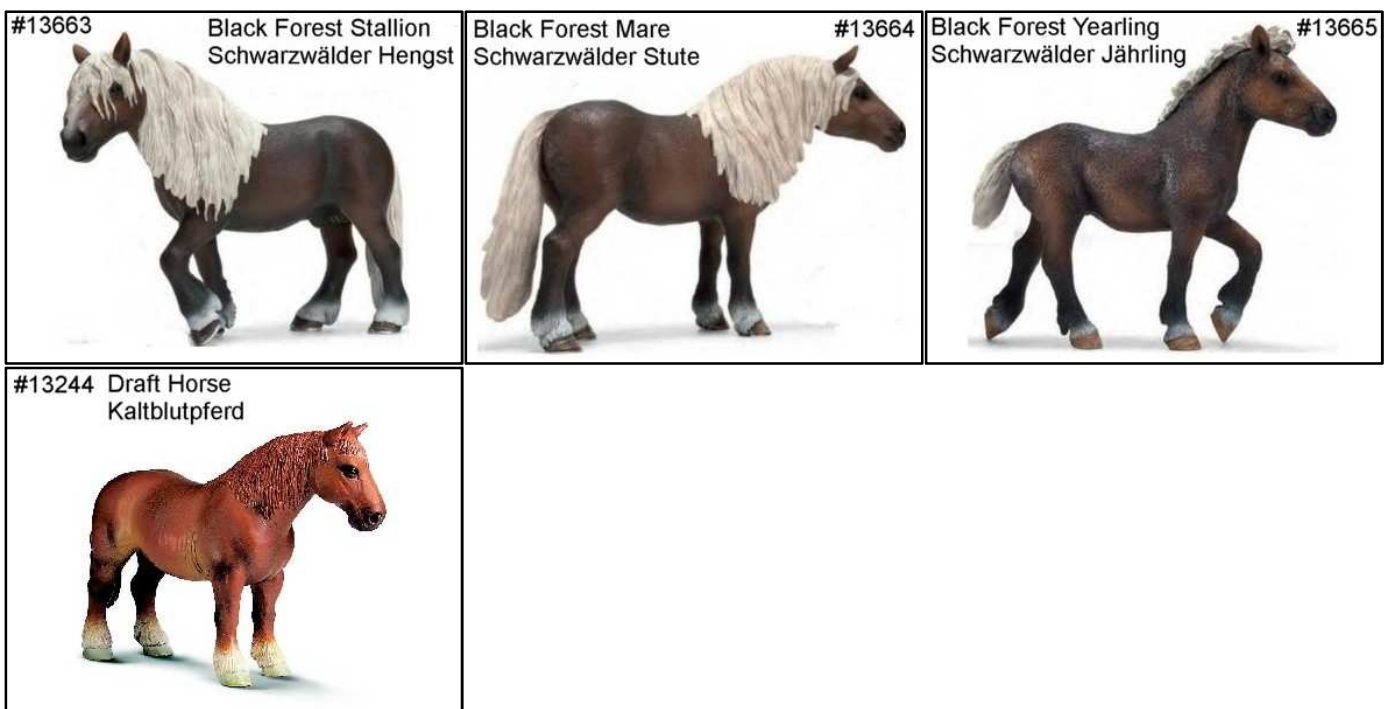 #13663
Black Forest Stallion
Schwarzwälder Hengst
Black Forest Mare
Schwarzwälder Stute
#13664
Black Forest Yearling
Schwarzwälder Jährling
#13665
#13244 Draft Horse
Kaltblutpferd